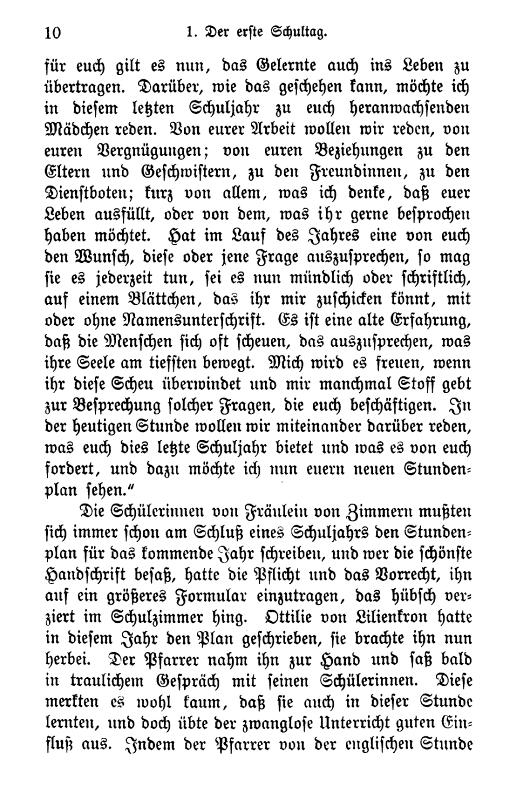 10 1. Der erste Schultag.
für euch gilt es nun, das Gelernte auch ins Leben zu
übertragen. Darüber, wie das geschehen kann, möchte ich
in diesem letzten Schuljahr zu euch heranwachsenden
Mädchen reden. Von eurer Arbeit wollen wir reden, von
euren Vergnügungen; von euren Beziehungen zu den
Eltern und Geschwistern, zu den Freundinnen, zu den
Dienstboten; kurz von allem, was ich denke, daß euer
Leben ausfüllt, oder von dem, was ihr gerne besprochen
haben möchtet. Hat im Lauf des Jahres eine von euch
den Wunsch, diese oder jene Frage auszusprechen, so mag
sie es jederzeit tun, sei es nun mündlich oder schriftlich,
auf einem Blättchen, das ihr mir zuschicken könnt, mit
oder ohne Namensunterschrift. Es ist eine alte Erfahrung,
daß die Menschen sich oft scheuen, das auszusprechen, was
ihre Seele am tiefsten bewegt. Mich wird es freuen, wenn
ihr diese Scheu überwindet und mir manchmal Stoff gebt
zur Besprechung solcher Fragen, die euch beschäftigen. In
der heutigen Stunde wollen wir miteinander darüber reden,
was euch dies letzte Schuljahr bietet und was es von euch
fordert, und dazu möchte ich nun euern neuen Stunden-
plan sehen.“
Die Schülerinnen von Fräulein von Zimmern mußten
sich immer schon am Schluß eines Schuljahrs den Stunden-
plan für das kommende Jahr schreiben, und wer die schönste
Handschrift besaß, hatte die Pflicht und das Vorrecht, ihn
auf ein größeres Formular einzutragen, das hübsch ver-
ziert im Schulzimmer hing. Ottilie von Lilienkron hatte
in diesem Jahr den Plan geschrieben, sie brachte ihn nun
herbei. Der Pfarrer nahm ihn zur Hand und saß bald
in traulichem Gespräch mit seinen Schülerinnen. Diese
merkten es wohl kaum, daß sie auch in dieser Stunde
lernten, und doch übte der zwanglose Unterricht guten Ein-
fluß aus. Indem der Pfarrer von der englischen Stunde